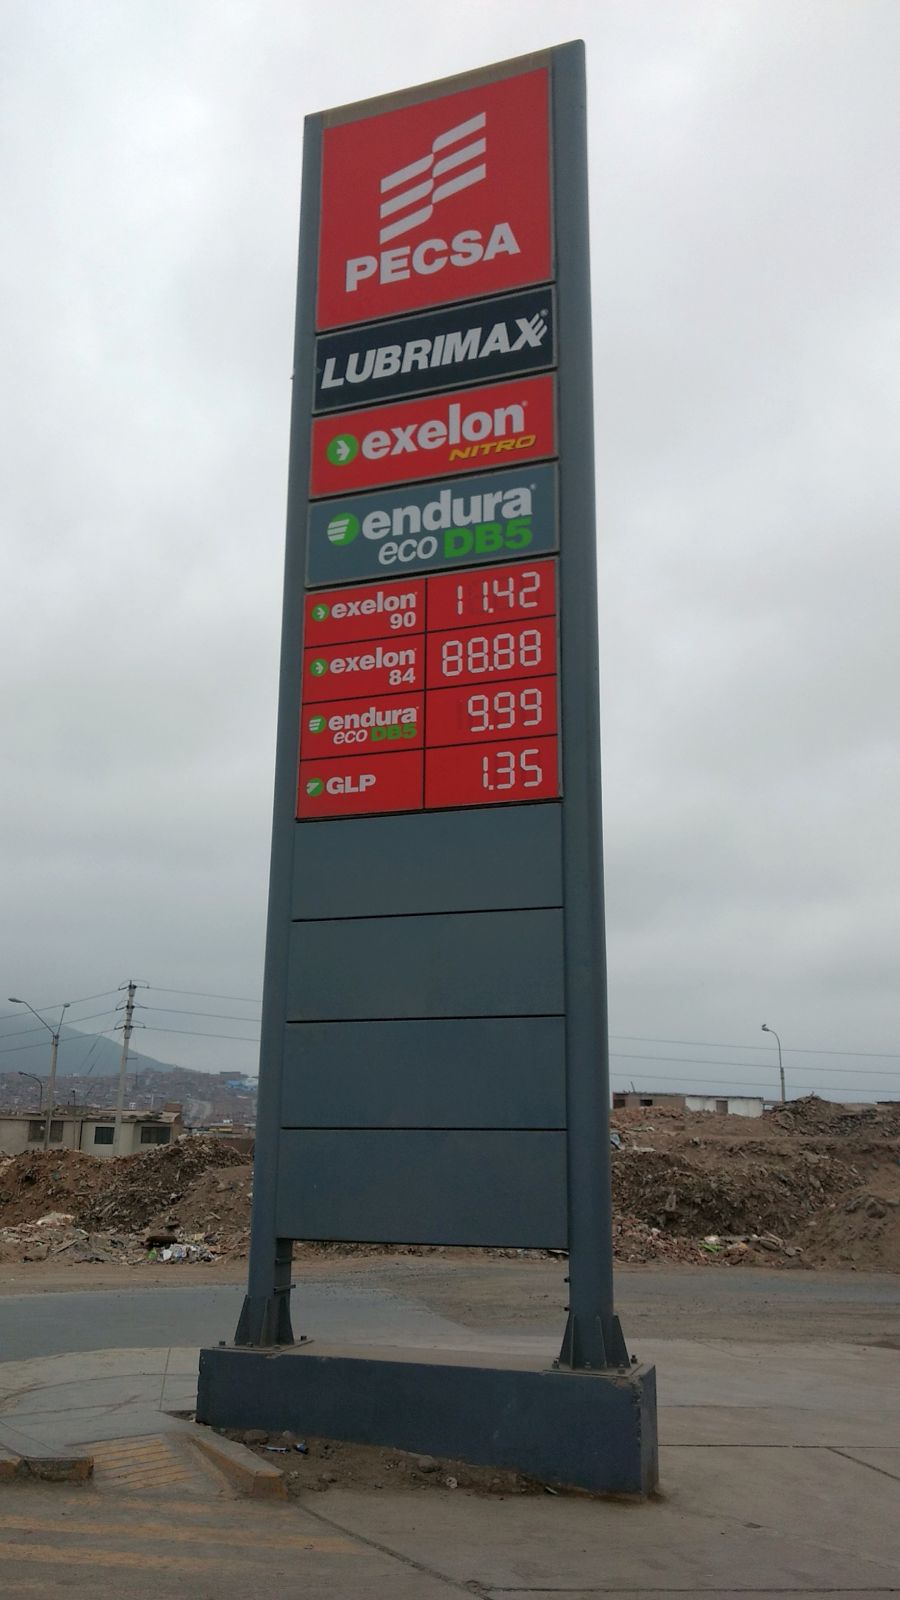 PECSA
LUBRIMAX®
exelon®
NITRO
endura®
eco DB5
exelon® 11.42
90
exelon® 88.88
84
endura® 9.99
eco DB5
GLP 1.35